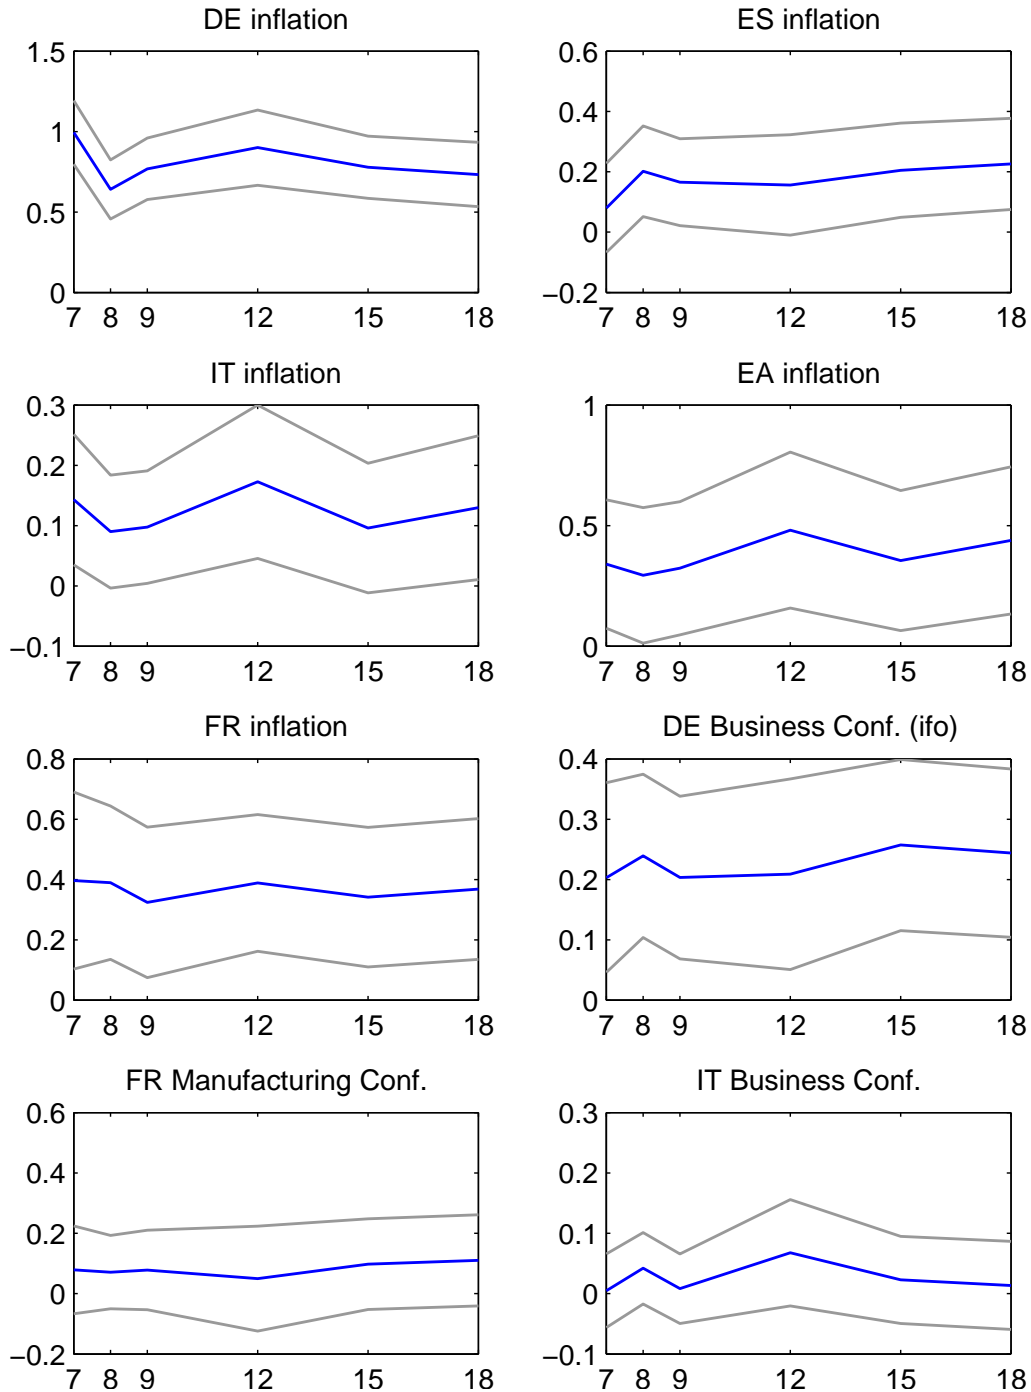 DE inflation
1.5
1
0.5
0
7 8 9 12 15 18
ES inflation
0.6
0.4
0.2
0
−0.2
7 8 9 12 15 18
IT inflation
0.3
0.2
0.1
0
−0.1
7 8 9 12 15 18
EA inflation
1
0.5
0
7 8 9 12 15 18
FR inflation
0.8
0.6
0.4
0.2
0
7 8 9 12 15 18
DE Business Conf. (ifo)
0.4
0.3
0.2
0.1
0
7 8 9 12 15 18
FR Manufacturing Conf.
0.6
0.4
0.2
0
−0.2
7 8 9 12 15 18
IT Business Conf.
0.3
0.2
0.1
0
−0.1
7 8 9 12 15 18